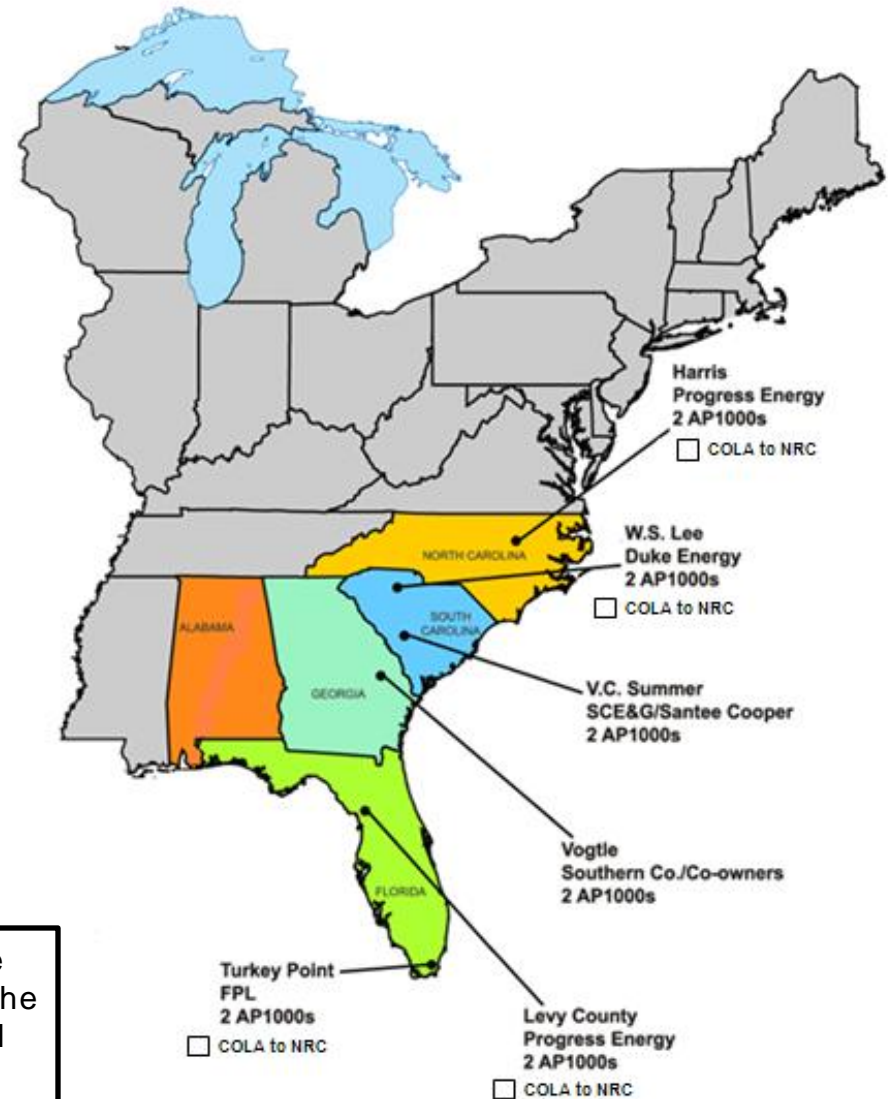 Harris
Progress Energy
2 AP1000s
COLA to NRC
NORTH CAROLINA
W.S. Lee
Duke Energy
2 AP1000s
COLA to NRC
ALABAMA
SOUTH
CAROLINA
GEORGIA
V.C. Summer
SCE&G/Santee Cooper
2 AP1000s
Vogtle
Southern Co./Co-owners
2 AP1000s
FLORIDA
Turkey Point
FPL
2 AP1000s
COLA to NRC
Levy County
Progress Energy
2 AP1000s
COLA to NRC